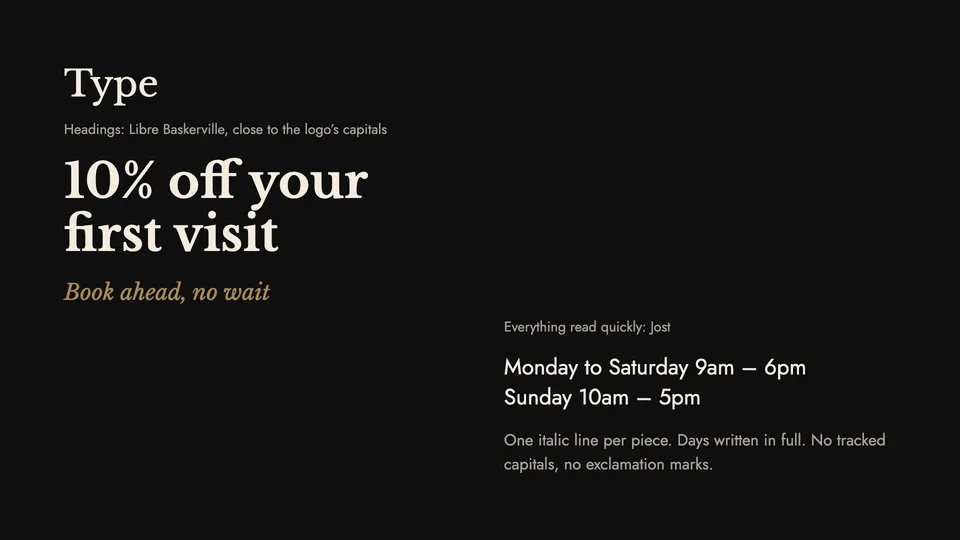 Type
Headings: Libre Baskerville, close to the logo's capitals
10% off your
first visit
Book ahead, no wait
Everything read quickly: Jost
Monday to Saturday 9am – 6pm
Sunday 10am – 5pm
One italic line per piece. Days written in full. No tracked
capitals, no exclamation marks.